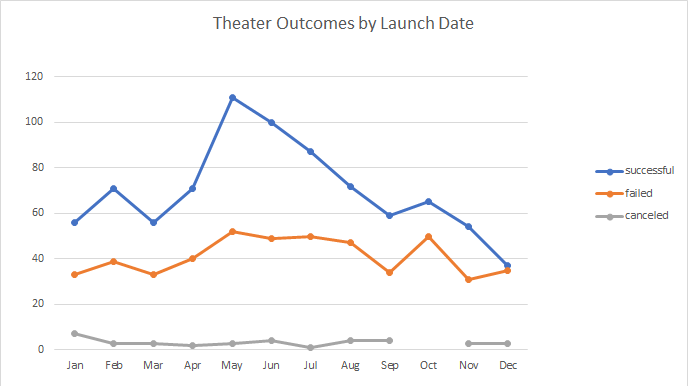 Theater Outcomes by Launch Date
120
100
80
60
40
20
0
Jan Feb Mar Apr May Jun Jul Aug Sep Oct Nov Dec
successful
failed
canceled